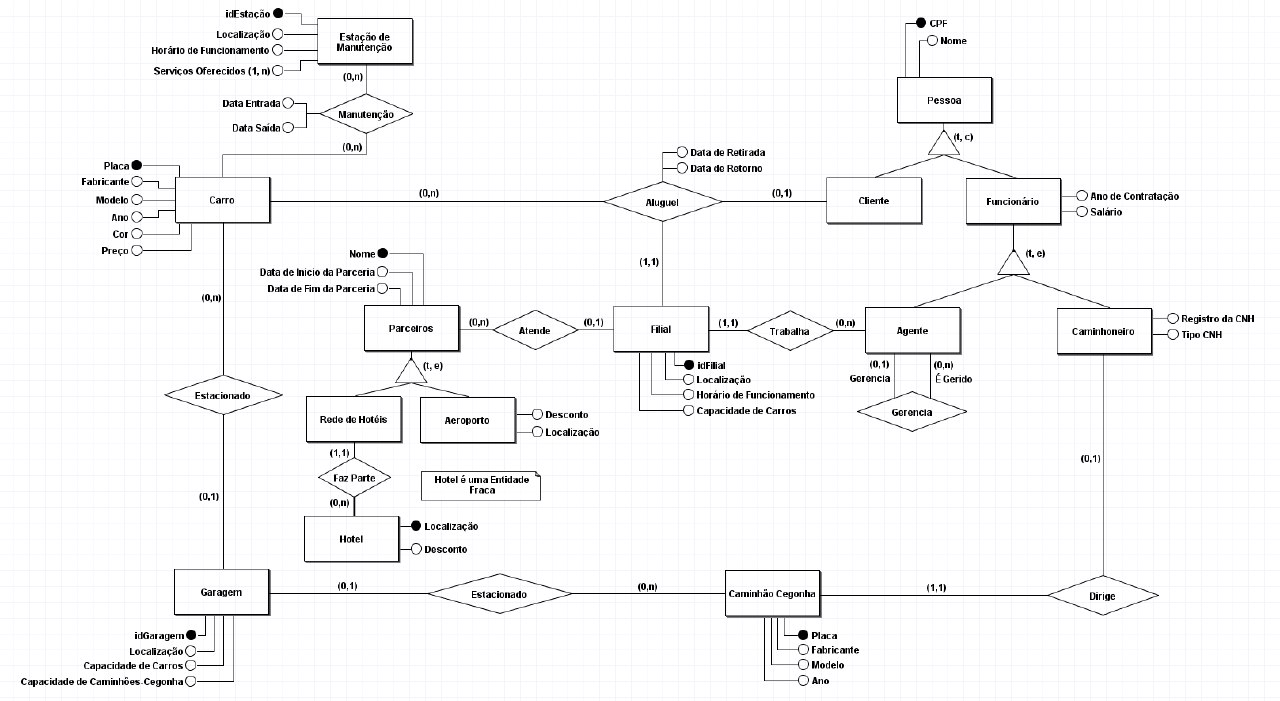 idEstação
Localização
Horário de Funcionamento
Serviços Oferecidos (1, n)
Estação de
Manutenção
(0,n)
Data Entrada
Data Saída
Manutenção
(0,n)
CPF
Nome
Pessoa
(t, c)
Placa
Fabricante
Modelo
Ano
Cor
Preço
Carro
(0,n)
Data de Retirada
Data de Retorno
Aluguel
(0,1)
Cliente
Funcionário
Ano de Contratação
Salário
(t, e)
(1,1)
(0,n)
Nome
Data de Inicio da Parceria
Data de Fim da Parceria
Parceiros
(0,n)
Atende
(0,1)
Filial
(1,1)
Trabalha
(0,n)
Agente
Caminhoneiro
Registro da CNH
Tipo CNH
idFilial
Localização
Horário de Funcionamento
Capacidade de Carros
(0,1)
Gerencia
(0,n)
É Gerido
Gerencia
(t, e)
Estacionado
Rede de Hotéis
Aeroporto
Desconto
Localização
(1,1)
Faz Parte
(0,n)
Hotel é uma Entidade
Fraca
Hotel
Localização
Desconto
(0,1)
(0,1)
Garagem
(0,1)
Estacionado
(0,n)
Caminhão Cegonha
(1,1)
Dirige
idGaragem
Localização
Capacidade de Carros
Capacidade de Caminhões-Cegonha
Placa
Fabricante
Modelo
Ano